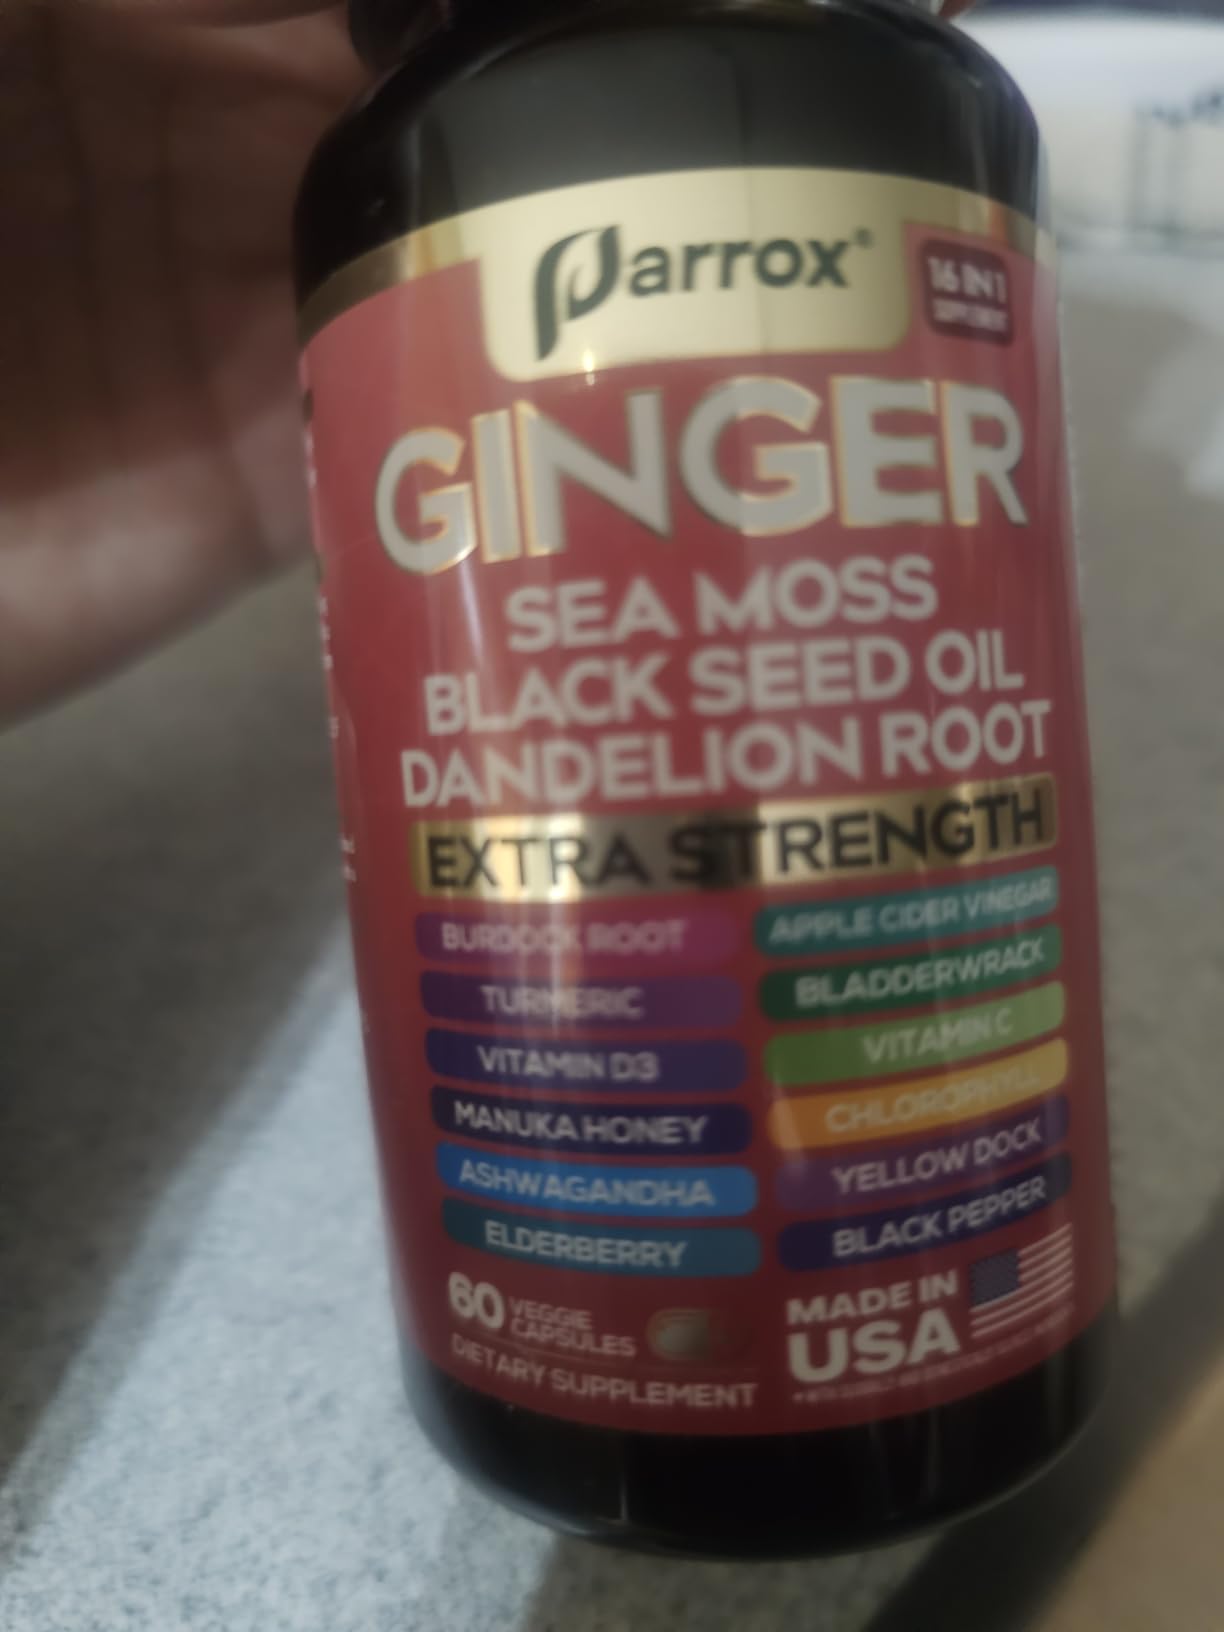 Parrox®
16 IN 1
SUPPLEMENT
GINGER
SEA MOSS
BLACK SEED OIL
DANDELION ROOT
EXTRA STRENGTH
BURDOCK ROOT
APPLE CIDER VINEGAR
TURMERIC
BLADDERWRACK
VITAMIN D3
VITAMIN C
MANUKA HONEY
CHLOROPHYLL
ASHWAGANDHA
YELLOW DOCK
ELDERBERRY
BLACK PEPPER
60 VEGGIE
CAPSULES
DIETARY SUPPLEMENT
MADE IN
USA